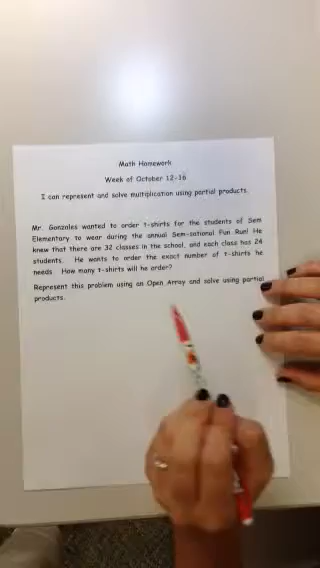 Math Homework
Week of October 12-16
I can represent and solve multiplication using partial products.
Mr. Gonzales wanted to order t-shirts for the students of Sem
Elementary to wear during the annual Sem-sational Fun Run! He
knew that there are 32 classes in the school, and each class has 24
students. He wants to order the exact number of t-shirts he
needs. How many t-shirts will he order?
Represent this problem using an Open Array and solve using partial
products.